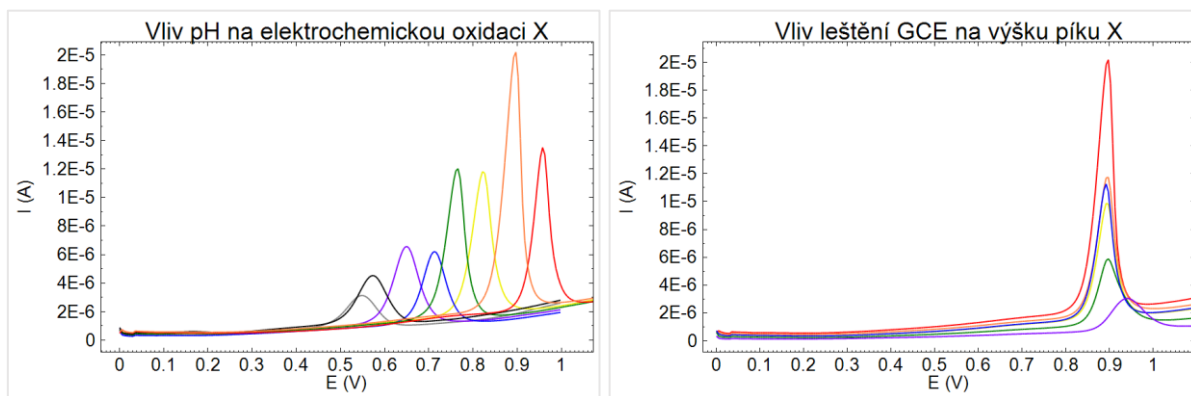 Vliv pH na elektrochemickou oxidaci X
2E-5
1.8E-5
1.6E-5
1.4E-5
1.2E-5
1E-5
8E-6
6E-6
4E-6
2E-6
0
I (A)
0 0.1 0.2 0.3 0.4 0.5 0.6 0.7 0.8 0.9 1
E (V)
Vliv leštění GCE na výšku píku X
2E-5
1.8E-5
1.6E-5
1.4E-5
1.2E-5
1E-5
8E-6
6E-6
4E-6
2E-6
0
I (A)
0 0.1 0.2 0.3 0.4 0.5 0.6 0.7 0.8 0.9 1
E (V)